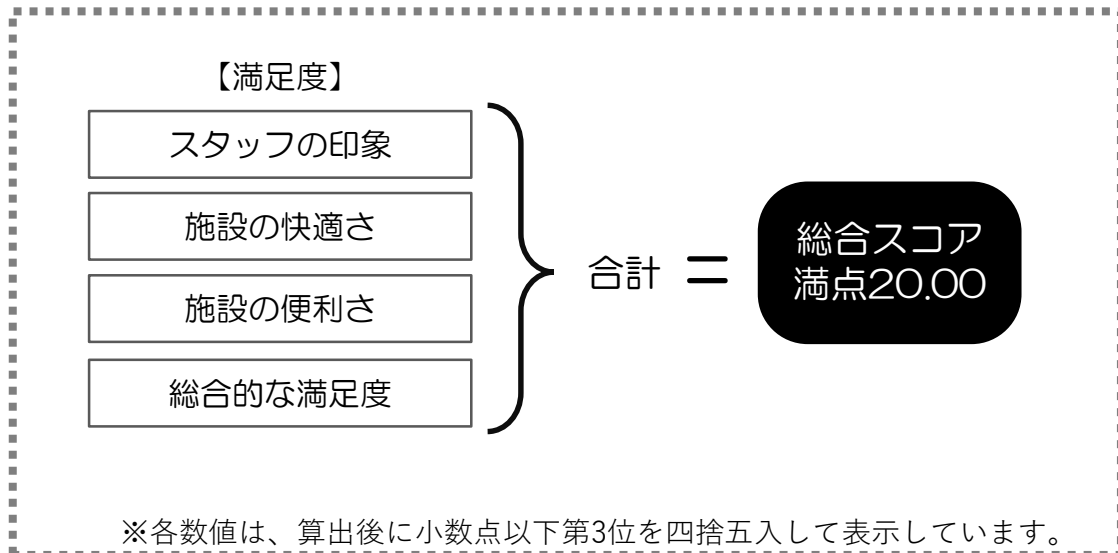 【満足度】
スタッフの印象
施設の快適さ
施設の便利さ
総合的な満足度
合計 =
総合スコア
満点20.00
※各数値は、算出後に小数点以下第3位を四捨五入して表示しています。